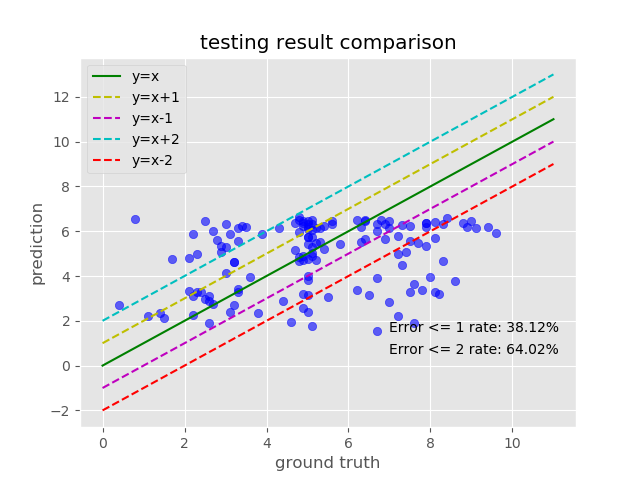 testing result comparison
y=x
y=x+1
y=x-1
y=x+2
y=x-2
12
10
8
6
4
2
0
−2
prediction
Error <= 1 rate: 38.12%
Error <= 2 rate: 64.02%
0 2 4 6 8 10
ground truth